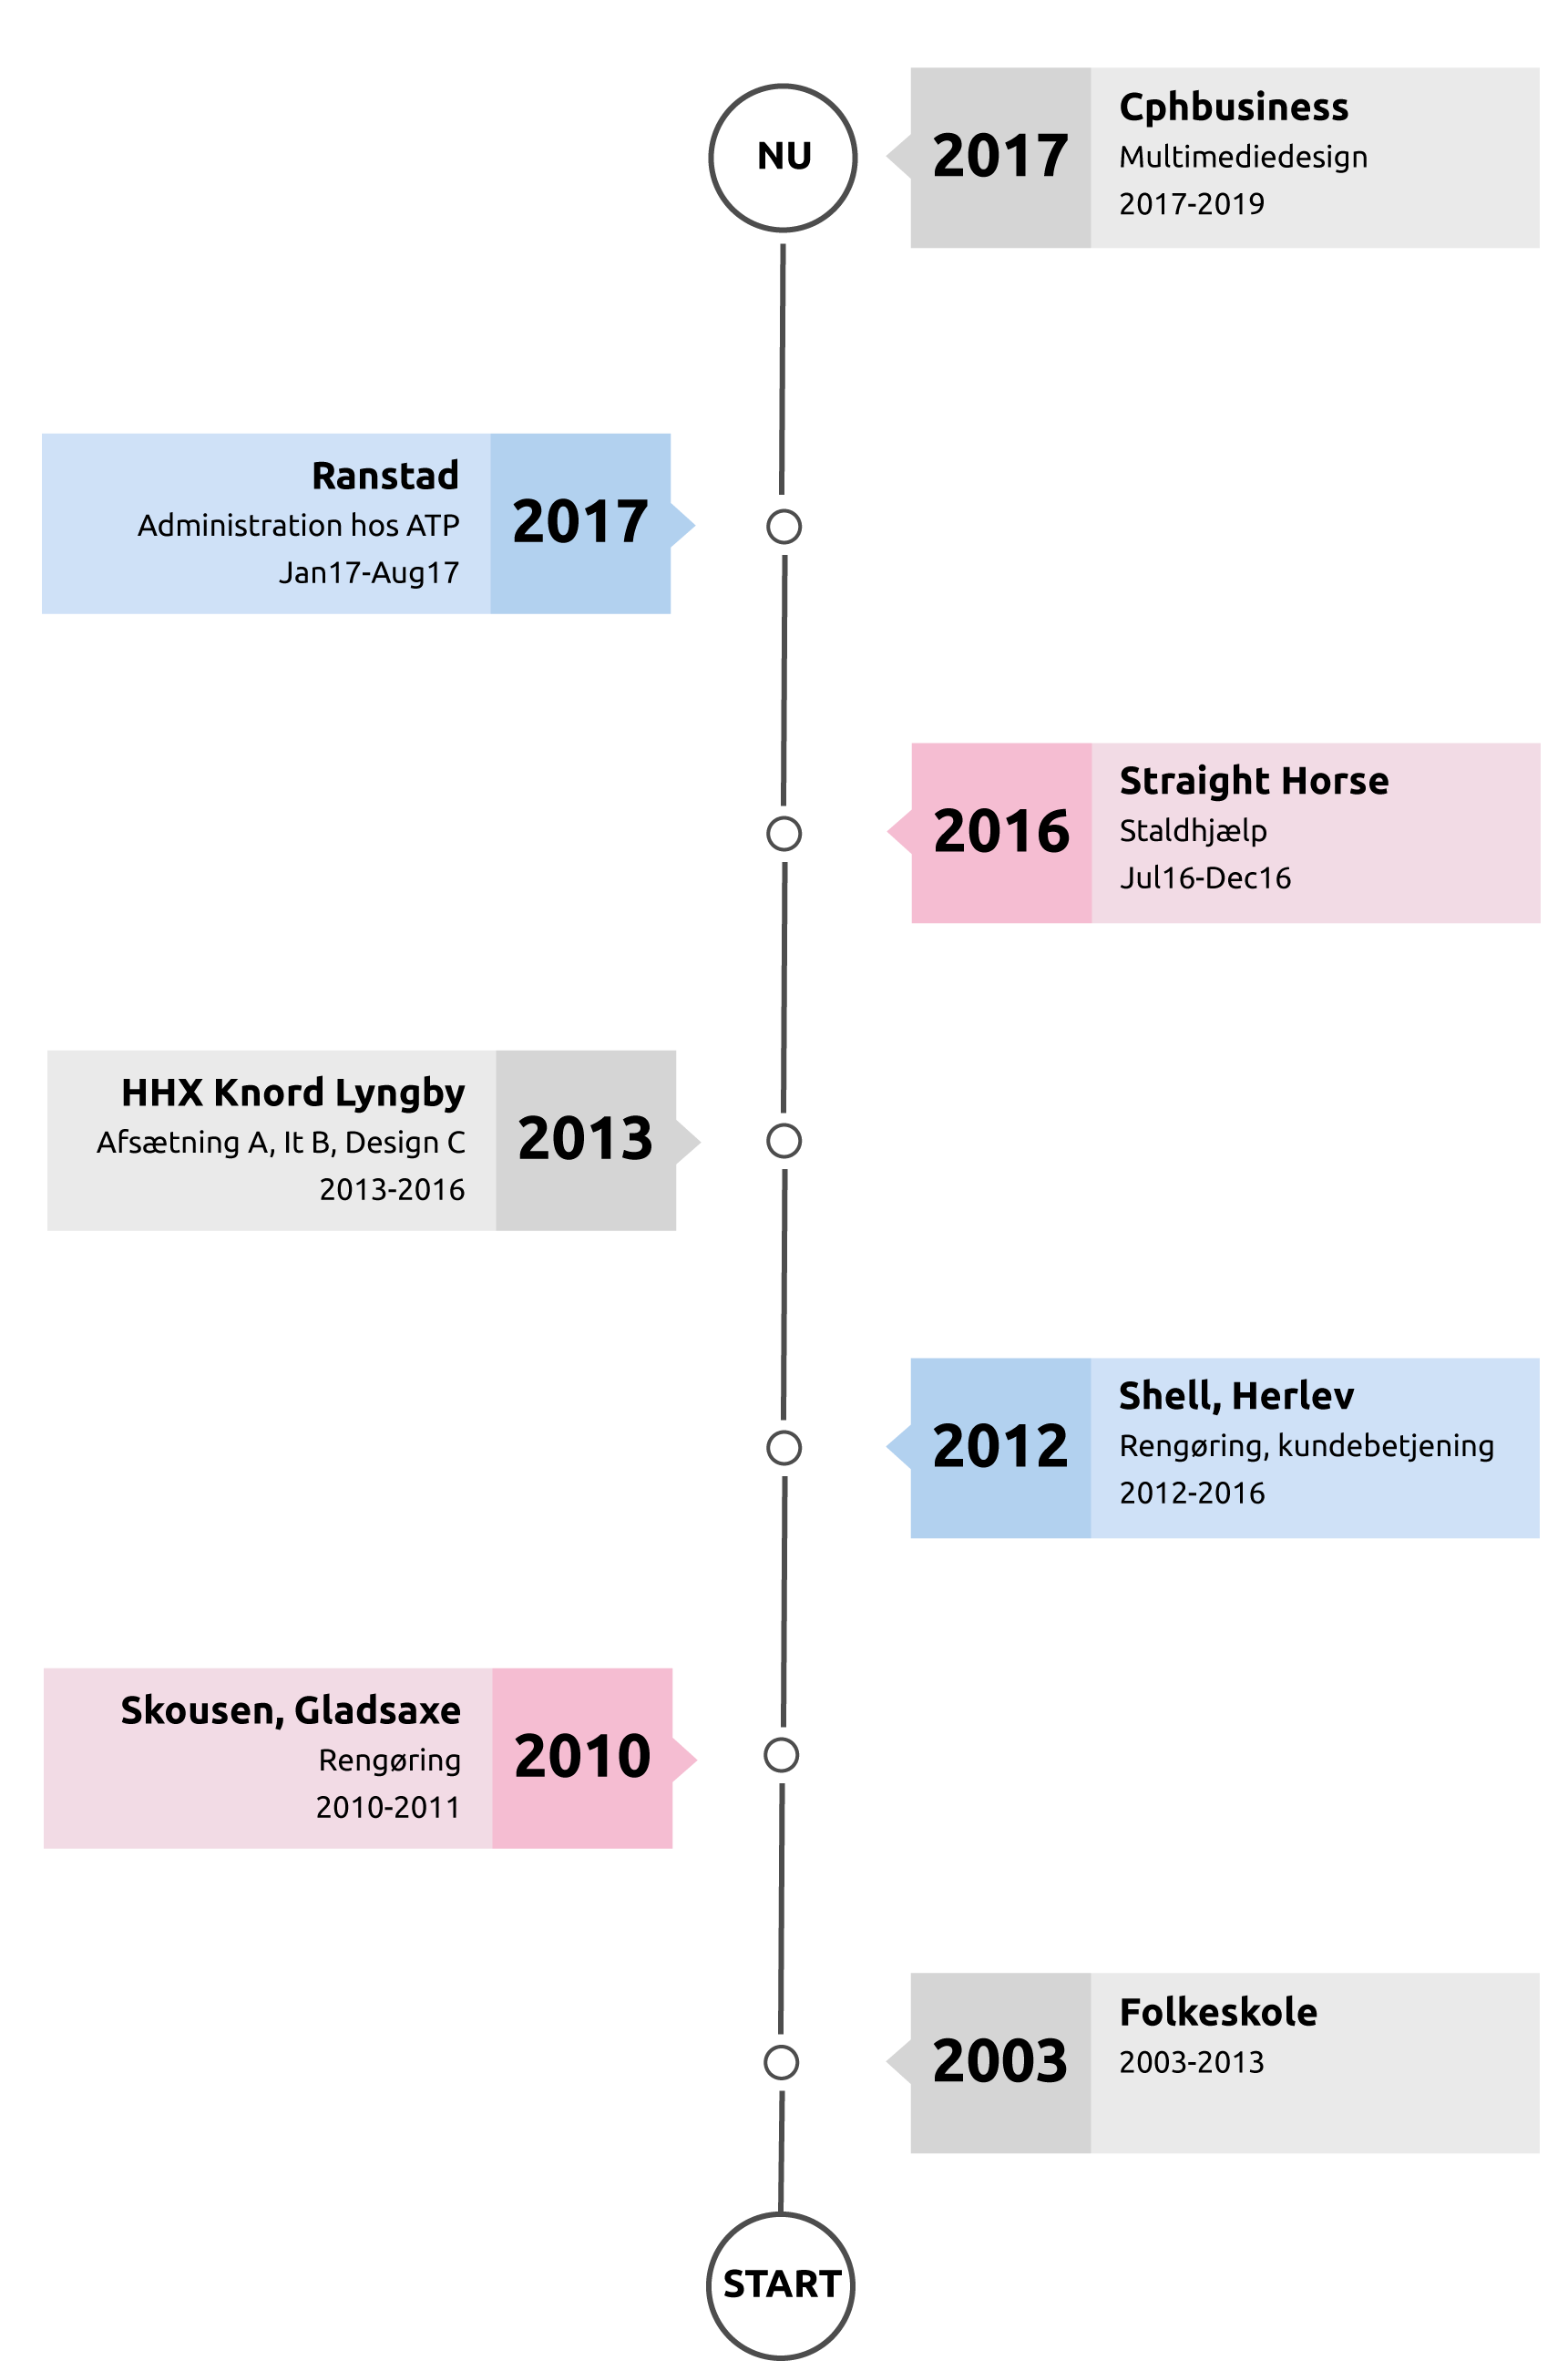 NU
2017
Cphbusiness
Multimediedesign
2017-2019
Ranstad
Administration hos ATP
Jan17-Aug17
2017
2016
Straight Horse
Staldhjælp
Jul16-Dec16
HHX Knord Lyngby
Afsætning A, It B, Design C
2013-2016
2013
2012
Shell, Herlev
Rengøring, kundebetjening
2012-2016
Skousen, Gladsaxe
Rengøring
2010-2011
2010
2003
Folkeskole
2003-2013
START